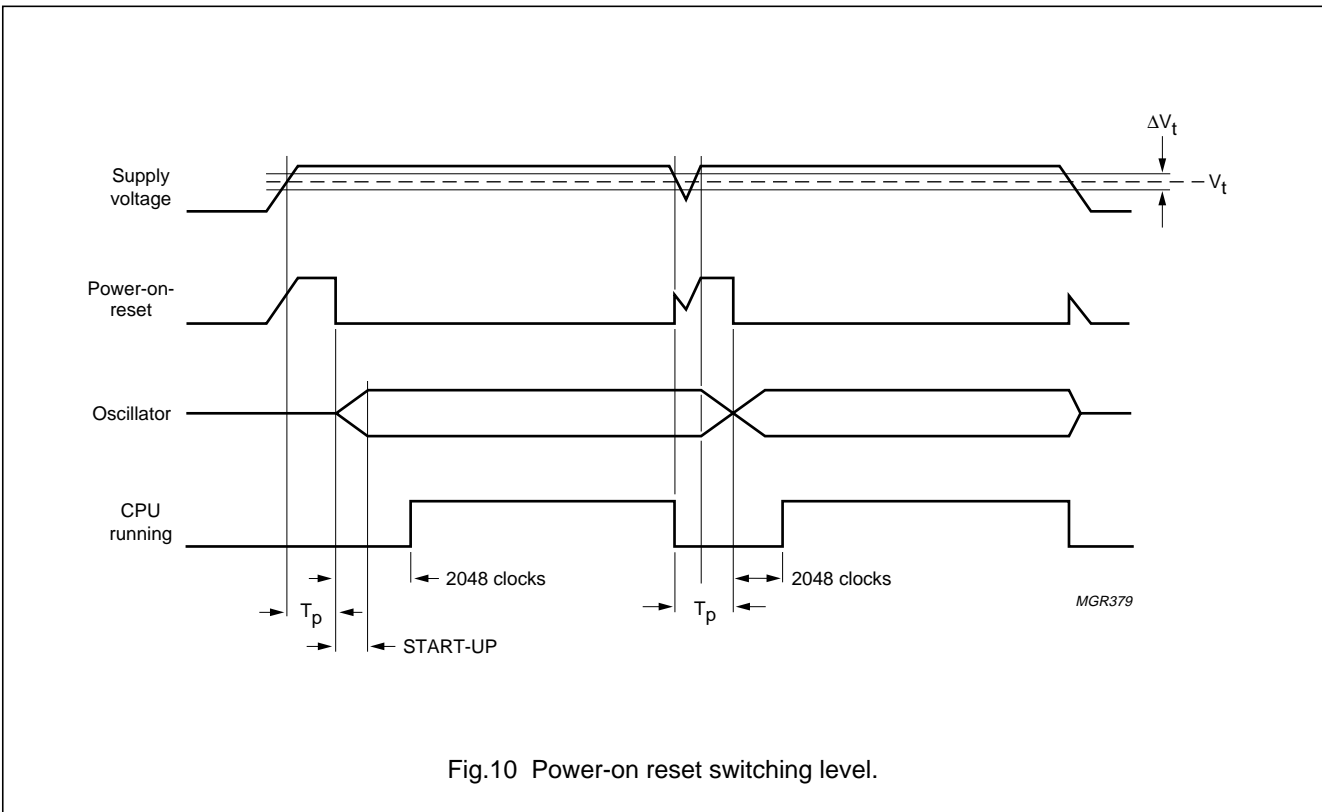 ΔVt
Supply
voltage
Vt
Power-on-
reset
Oscillator
CPU
running
2048 clocks
2048 clocks
Tp
Tp
MGR379
START-UP
Fig.10 Power-on reset switching level.